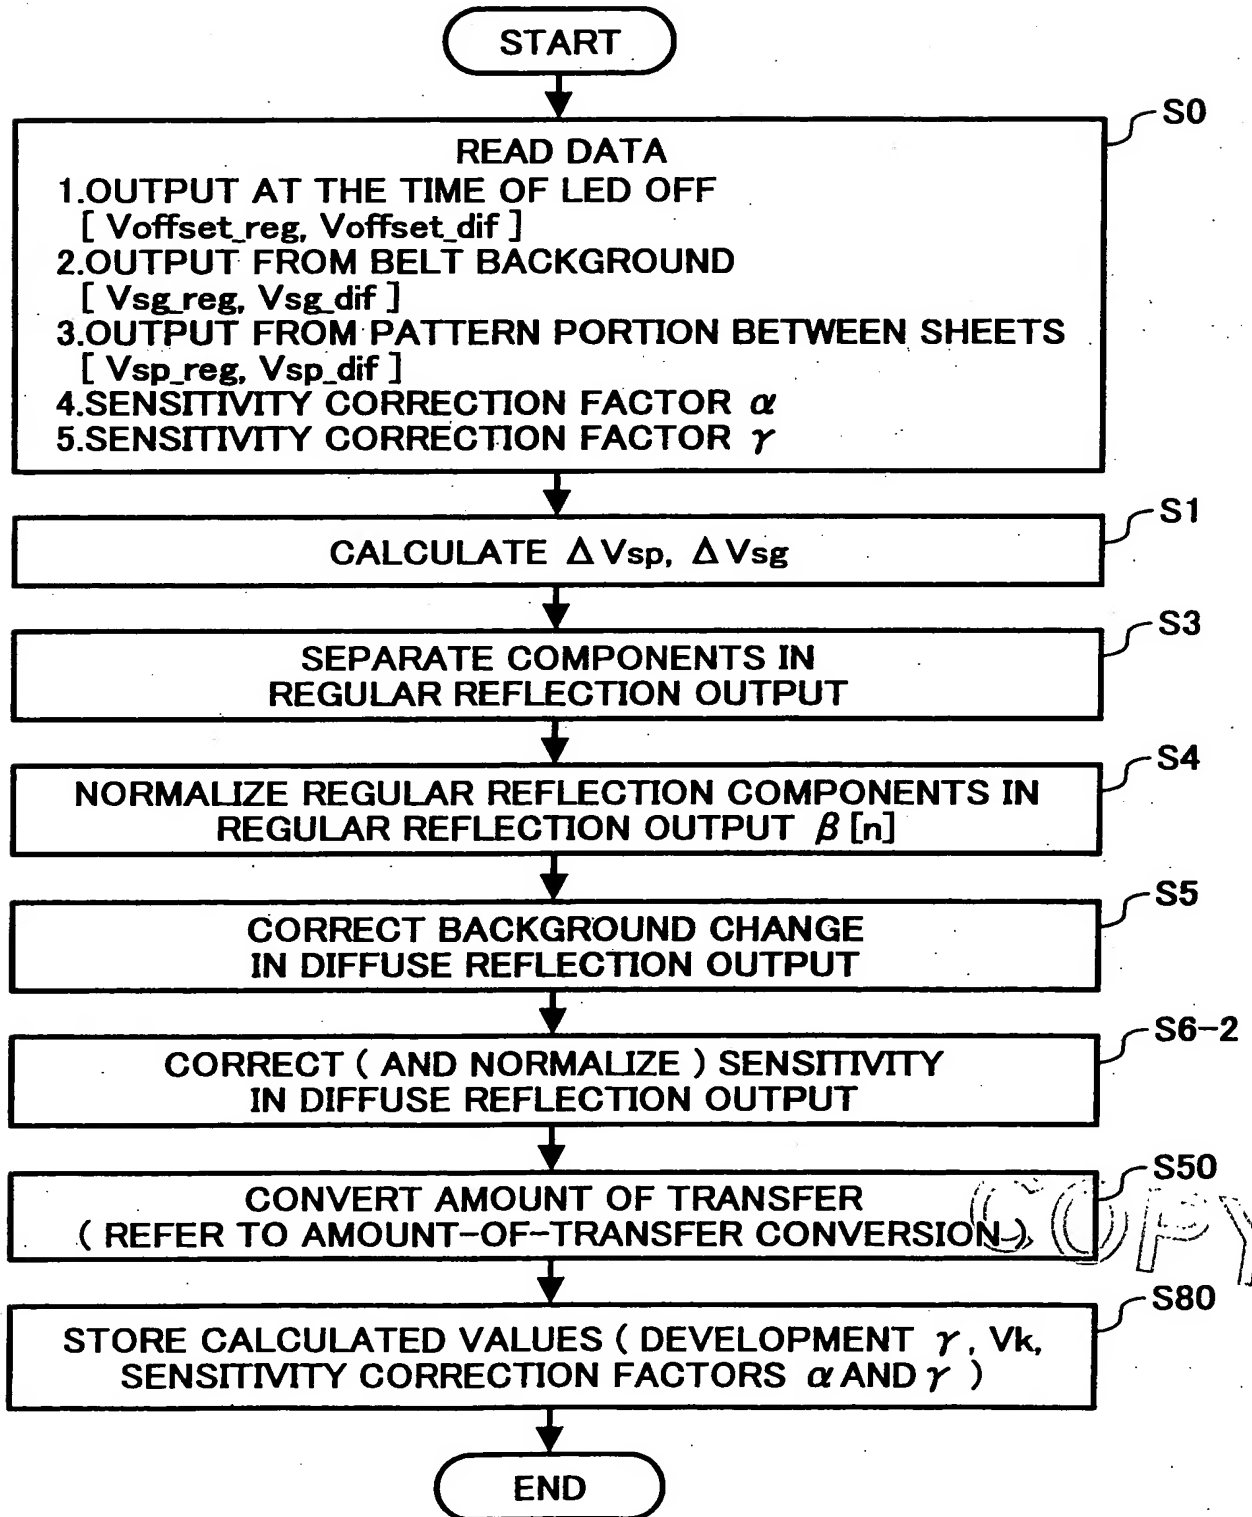 START
S0
READ DATA
1.OUTPUT AT THE TIME OF LED OFF
[ Voffset_reg, Voffset_dif ]
2.OUTPUT FROM BELT BACKGROUND
[ Vsg_reg, Vsg_dif ]
3.OUTPUT FROM PATTERN PORTION BETWEEN SHEETS
[ Vsp_reg, Vsp_dif ]
4.SENSITIVITY CORRECTION FACTOR α
5.SENSITIVITY CORRECTION FACTOR γ
S1
CALCULATE ΔVsp, ΔVsg
S3
SEPARATE COMPONENTS IN
REGULAR REFLECTION OUTPUT
S4
NORMALIZE REGULAR REFLECTION COMPONENTS IN
REGULAR REFLECTION OUTPUT β [n]
S5
CORRECT BACKGROUND CHANGE
IN DIFFUSE REFLECTION OUTPUT
S6-2
CORRECT ( AND NORMALIZE ) SENSITIVITY
IN DIFFUSE REFLECTION OUTPUT
S50
CONVERT AMOUNT OF TRANSFER
( REFER TO AMOUNT-OF-TRANSFER CONVERSION )
COPY
S80
STORE CALCULATED VALUES ( DEVELOPMENT γ, Vk,
SENSITIVITY CORRECTION FACTORS α AND γ )
END